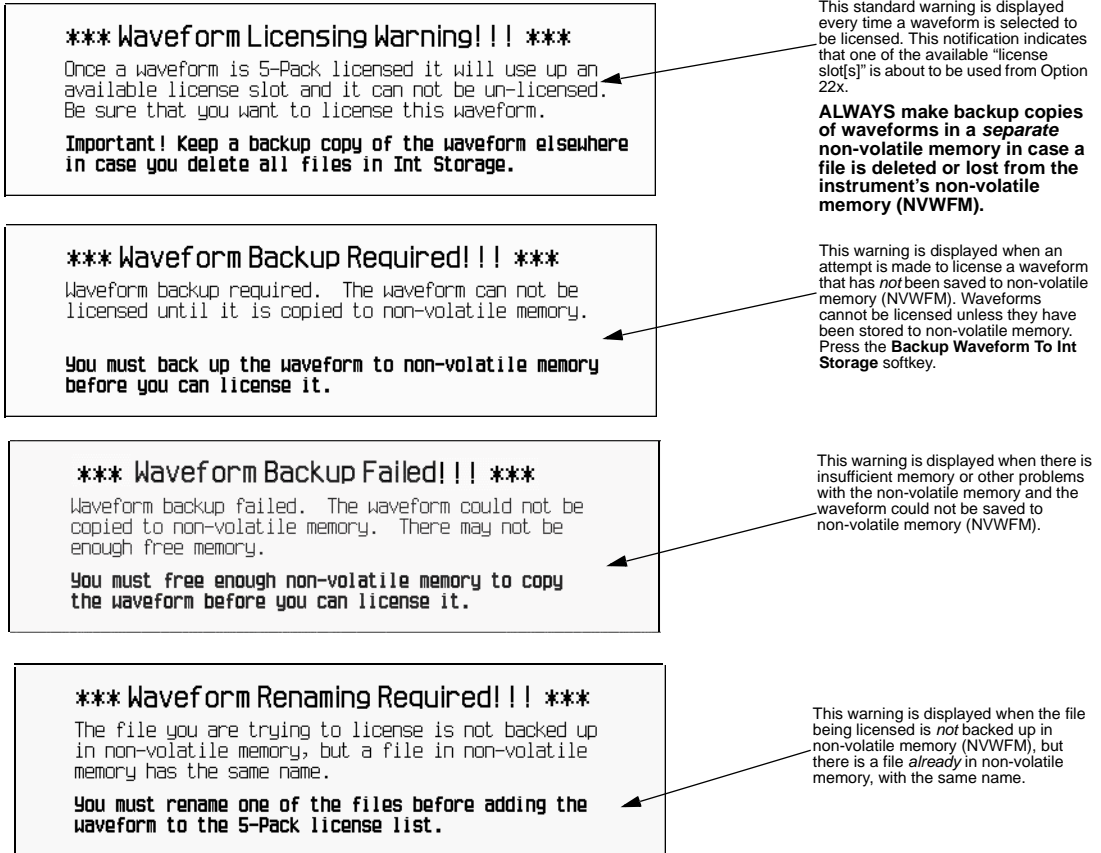 *** Waveform Licensing Warning!!! ***
Once a waveform is 5-Pack licensed it will use up an
available license slot and it can not be un-licensed.
Be sure that you want to license this waveform.
Important! Keep a backup copy of the waveform elsewhere
in case you delete all files in Int Storage.
This standard warning is displayed
every time a waveform is selected to
be licensed. This notification indicates
that one of the available “license
slot[s]” is about to be used from Option
22x.
ALWAYS make backup copies
of waveforms in a separate
non-volatile memory in case a
file is deleted or lost from the
instrument’s non-volatile
memory (NVWFM).
*** Waveform Backup Required!!! ***
Waveform backup required. The waveform can not be
licensed until it is copied to non-volatile memory.
You must back up the waveform to non-volatile memory
before you can license it.
This warning is displayed when an
attempt is made to license a waveform
that has not been saved to non-volatile
memory (NVWFM). Waveforms
cannot be licensed unless they have
been stored to non-volatile memory.
Press the Backup Waveform To Int
Storage softkey.
*** Waveform Backup Failed!!! ***
Waveform backup failed. The waveform could not be
copied to non-volatile memory. There may not be
enough free memory.
You must free enough non-volatile memory to copy
the waveform before you can license it.
This warning is displayed when there is
insufficient memory or other problems
with the non-volatile memory and the
waveform could not be saved to
non-volatile memory (NVWFM).
*** Waveform Renaming Required!!! ***
The file you are trying to license is not backed up
in non-volatile memory, but a file in non-volatile
memory has the same name.
You must rename one of the files before adding the
waveform to the 5-Pack license list.
This warning is displayed when the file
being licensed is not backed up in
non-volatile memory (NVWFM), but
there is a file already in non-volatile
memory, with the same name.